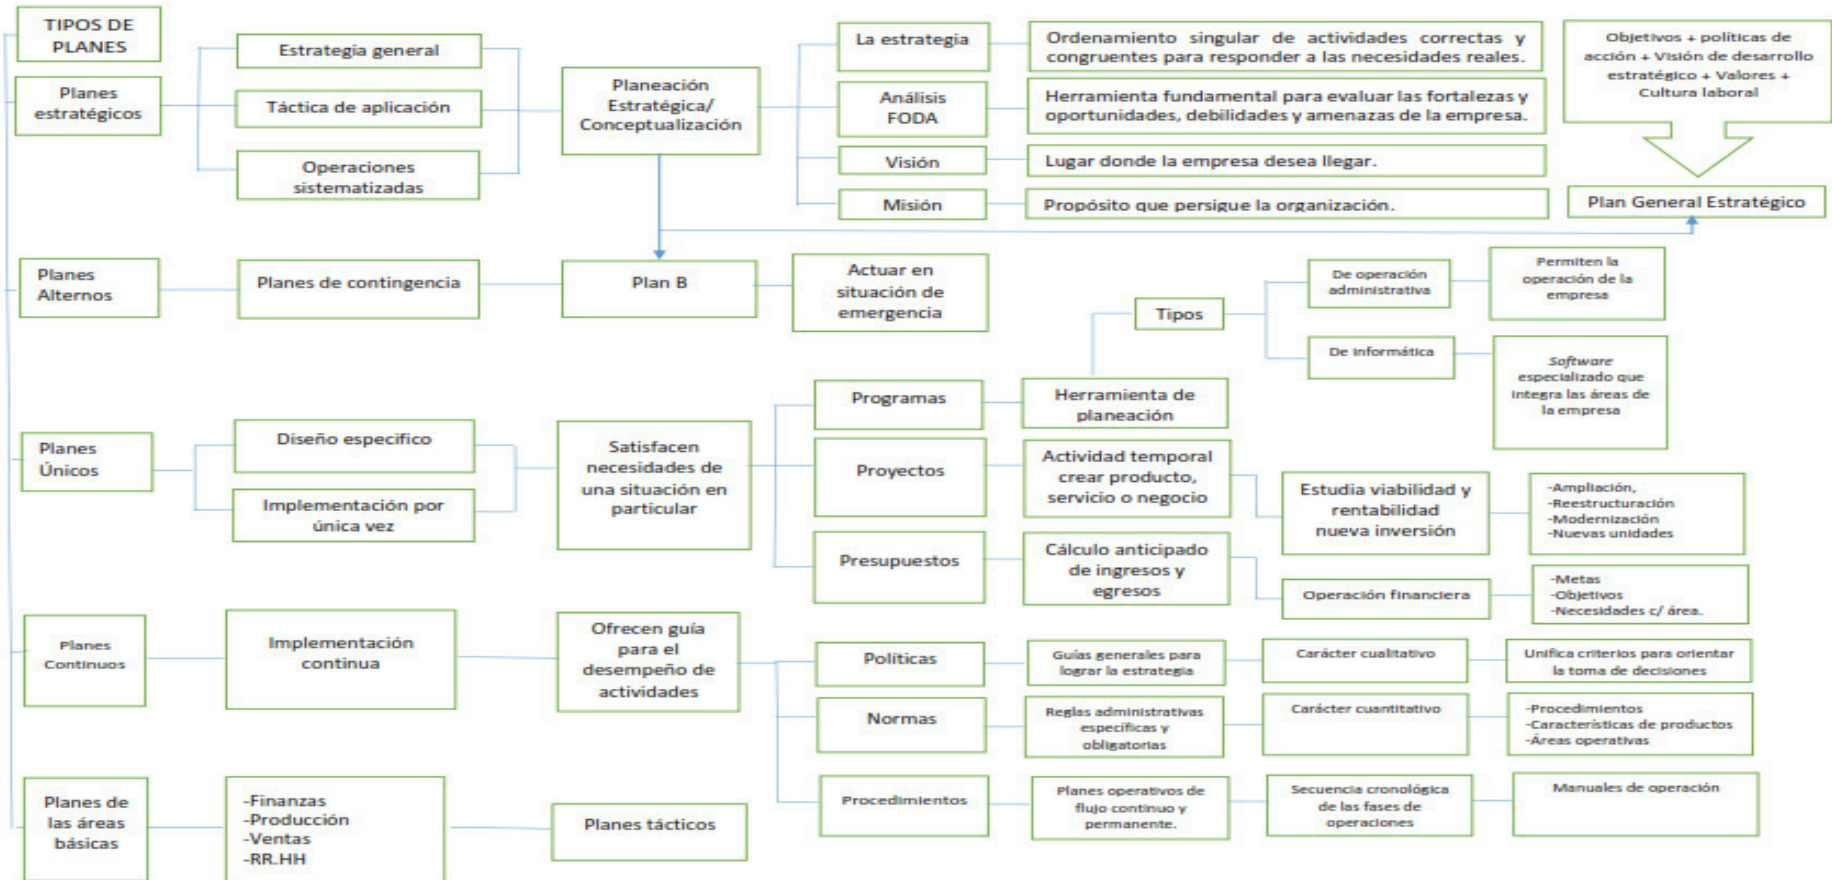 TIPOS DE
PLANES
Planes
estratégicos
Estrategia general
Táctica de aplicación
Operaciones
sistematizadas
Planeación
Estratégica/
Conceptualización
La estrategia
Ordenamiento singular de actividades correctas y
congruentes para responder a las necesidades reales.
Análisis
FODA
Herramienta fundamental para evaluar las fortalezas y
oportunidades, debilidades y amenazas de la empresa.
Visión
Lugar donde la empresa desea llegar.
Misión
Propósito que persigue la organización.
Objetivos + políticas de
acción + Visión de desarrollo
estratégico + Valores +
Cultura laboral
Plan General Estratégico
Planes
Alternos
Planes de contingencia
Plan B
Actuar en
situación de
emergencia
Planes
Únicos
Diseño especifico
Implementación por
única vez
Satisfacen
necesidades de
una situación en
particular
Programas
Herramienta de
planeación
Tipos
De operación
administrativa
Permiten la
operación de la
empresa
De informática
Software
especializado que
integra las áreas de
la empresa
Proyectos
Actividad temporal
crear producto,
servicio o negocio
Estudia viabilidad y
rentabilidad
nueva inversión
-Ampliación,
-Reestructuración
-Modernización
-Nuevas unidades
Presupuestos
Cálculo anticipado
de ingresos y
egresos
Operación financiera
-Metas
-Objetivos
-Necesidades c/ área.
Planes
Continuos
Implementación
continua
Ofrecen guía
para el
desempeño de
actividades
Políticas
Guías generales para
lograr la estrategia
Carácter cualitativo
Unifica criterios para orientar
la toma de decisiones
Normas
Reglas administrativas
específicas y
obligatorias
Carácter cuantitativo
-Procedimientos
-Características de productos
-Áreas operativas
Procedimientos
Planes operativos de
flujo continuo y
permanente.
Secuencia cronológica
de las fases de
operaciones
Manuales de operación
Planes de
las áreas
básicas
-Finanzas
-Producción
-Ventas
-RR.HH
Planes tácticos